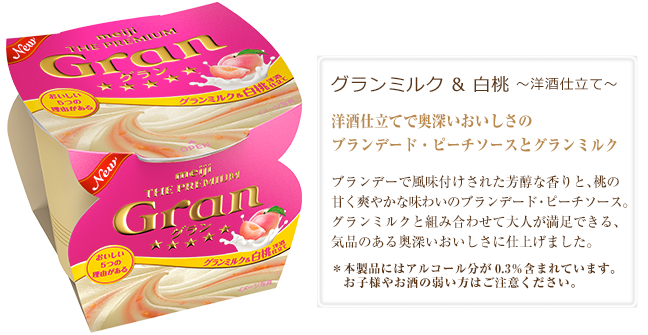 New
meiji
THE PREMIUM
Gran
グラン
★★★★★
おいしい
5つの
理由がある
グランミルク&白桃 洋酒仕立て
New
meiji
THE PREMIUM
Gran
グラン
★★★★★
おいしい
5つの
理由がある
グランミルク&白桃 洋酒仕立て
グランミルク & 白桃 ～洋酒仕立て～
洋酒仕立てで奥深いおいしさの
ブランデード・ピーチソースとグランミルク
ブランデーで風味付けされた芳醇な香りと、桃の
甘く爽やかな味わいのブランデード・ピーチソース。
グランミルクと組み合わせて大人が満足できる、
気品のある奥深いおいしさに仕上げました。
＊本製品にはアルコール分が0.3%含まれています。
お子様やお酒の弱い方はご注意ください。